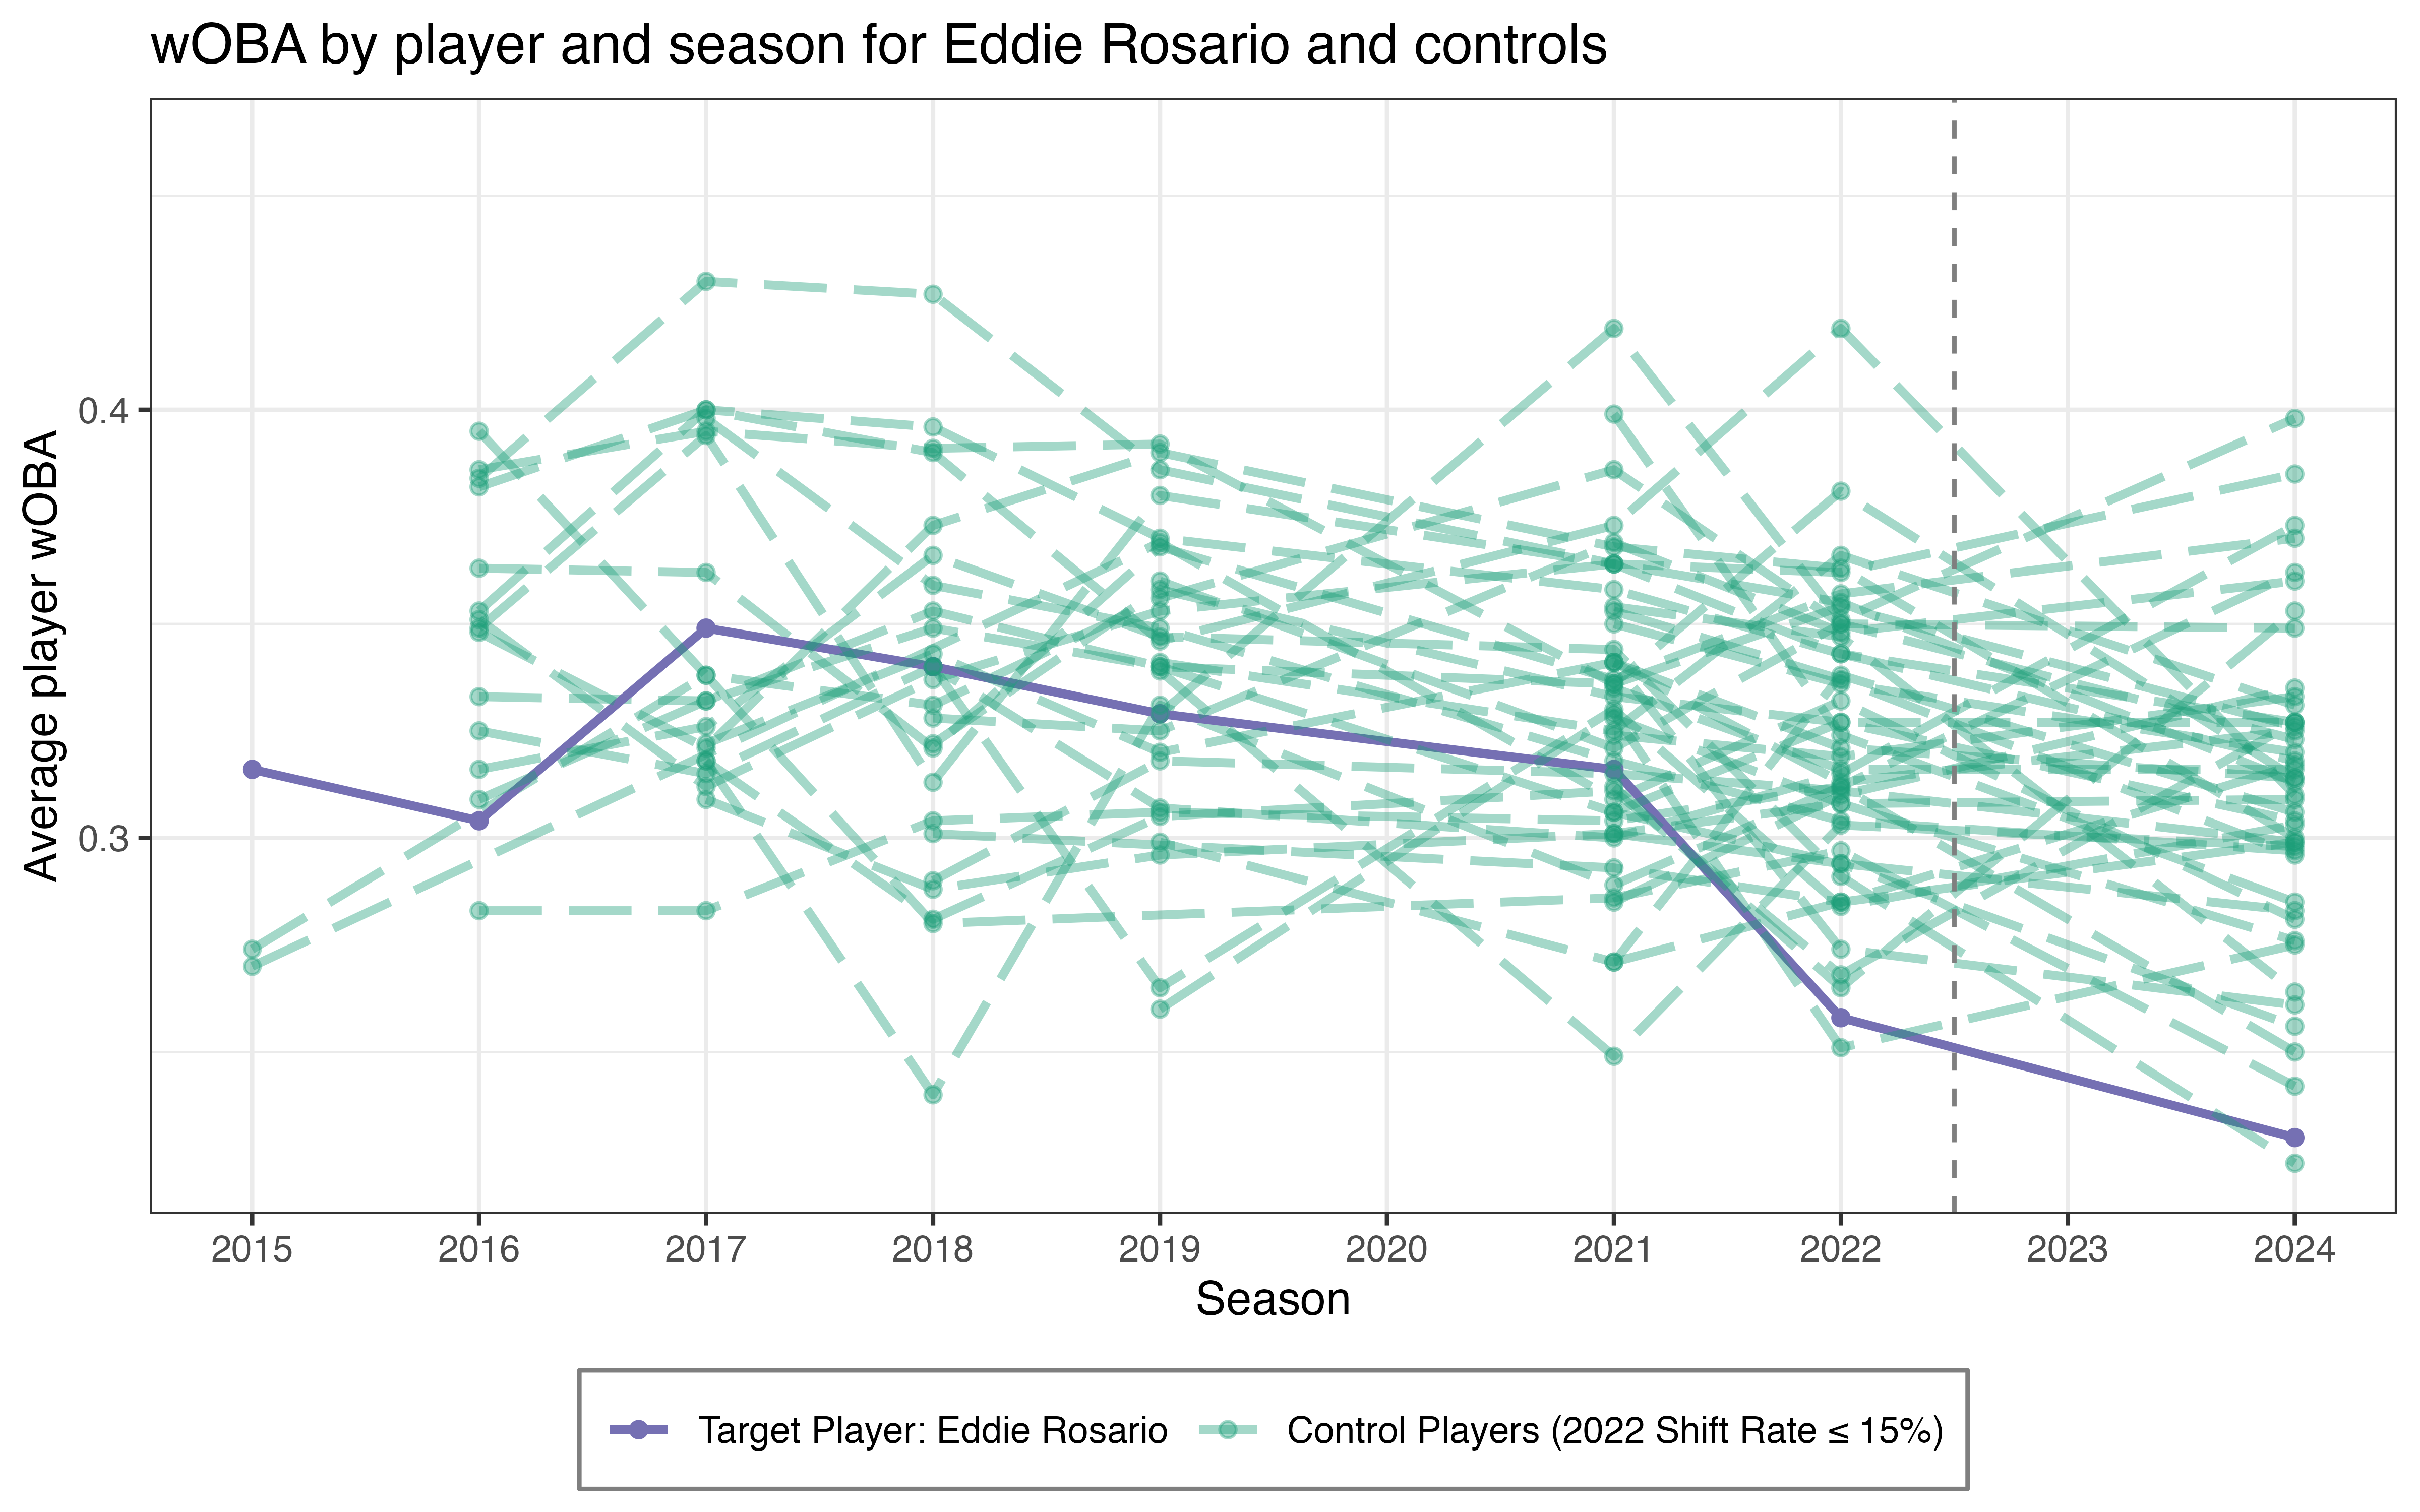 wOBA by player and season for Eddie Rosario and controls
Average player wOBA
0.4
0.3
2015 2016 2017 2018 2019 2020 2021 2022 2023 2024
Season
Target Player: Eddie Rosario Control Players (2022 Shift Rate ≤ 15%)